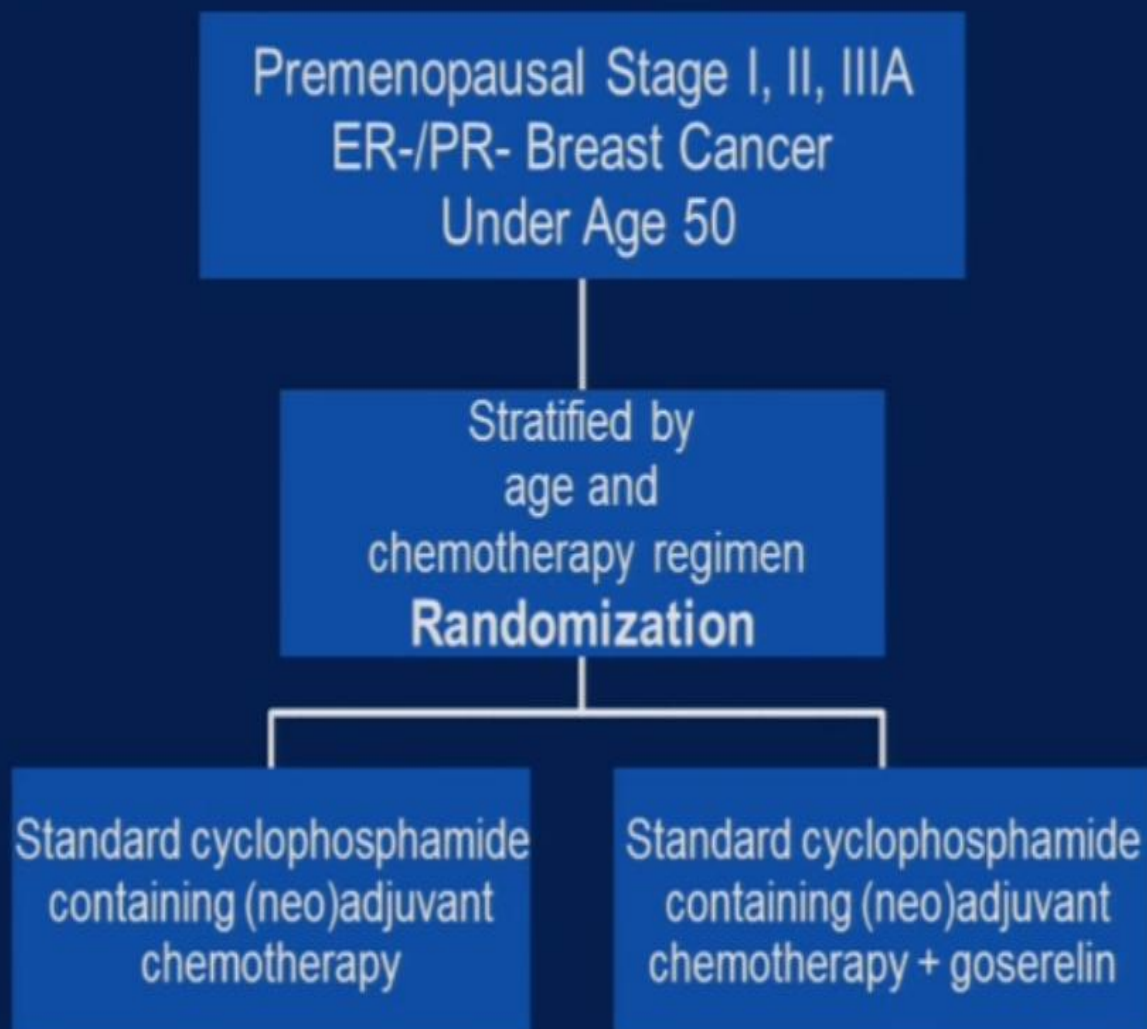 Premenopausal Stage I, II, IIIA
ER-/PR- Breast Cancer
Under Age 50
Stratified by
age and
chemotherapy regimen
Randomization
Standard cyclophosphamide
containing (neo)adjuvant
chemotherapy
Standard cyclophosphamide
containing (neo)adjuvant
chemotherapy + goserelin